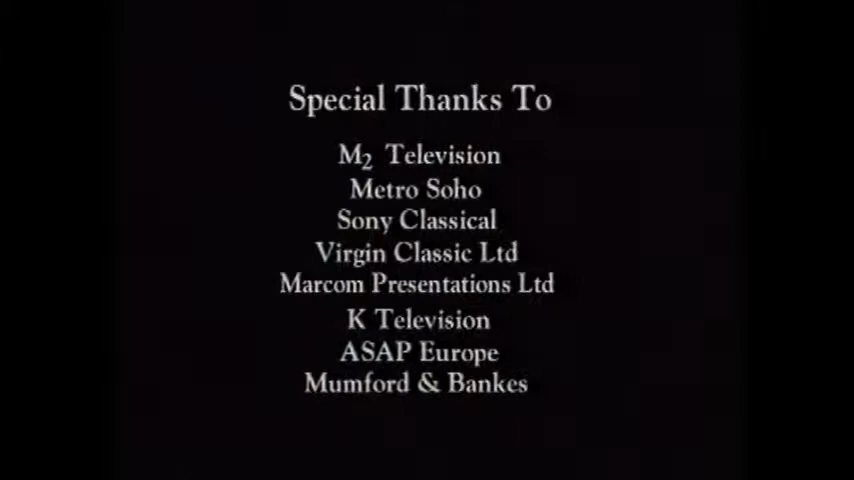 Special Thanks To
M₂ Television
Metro Soho
Sony Classical
Virgin Classic Ltd
Marcom Presentations Ltd
K Television
ASAP Europe
Mumford & Bankes